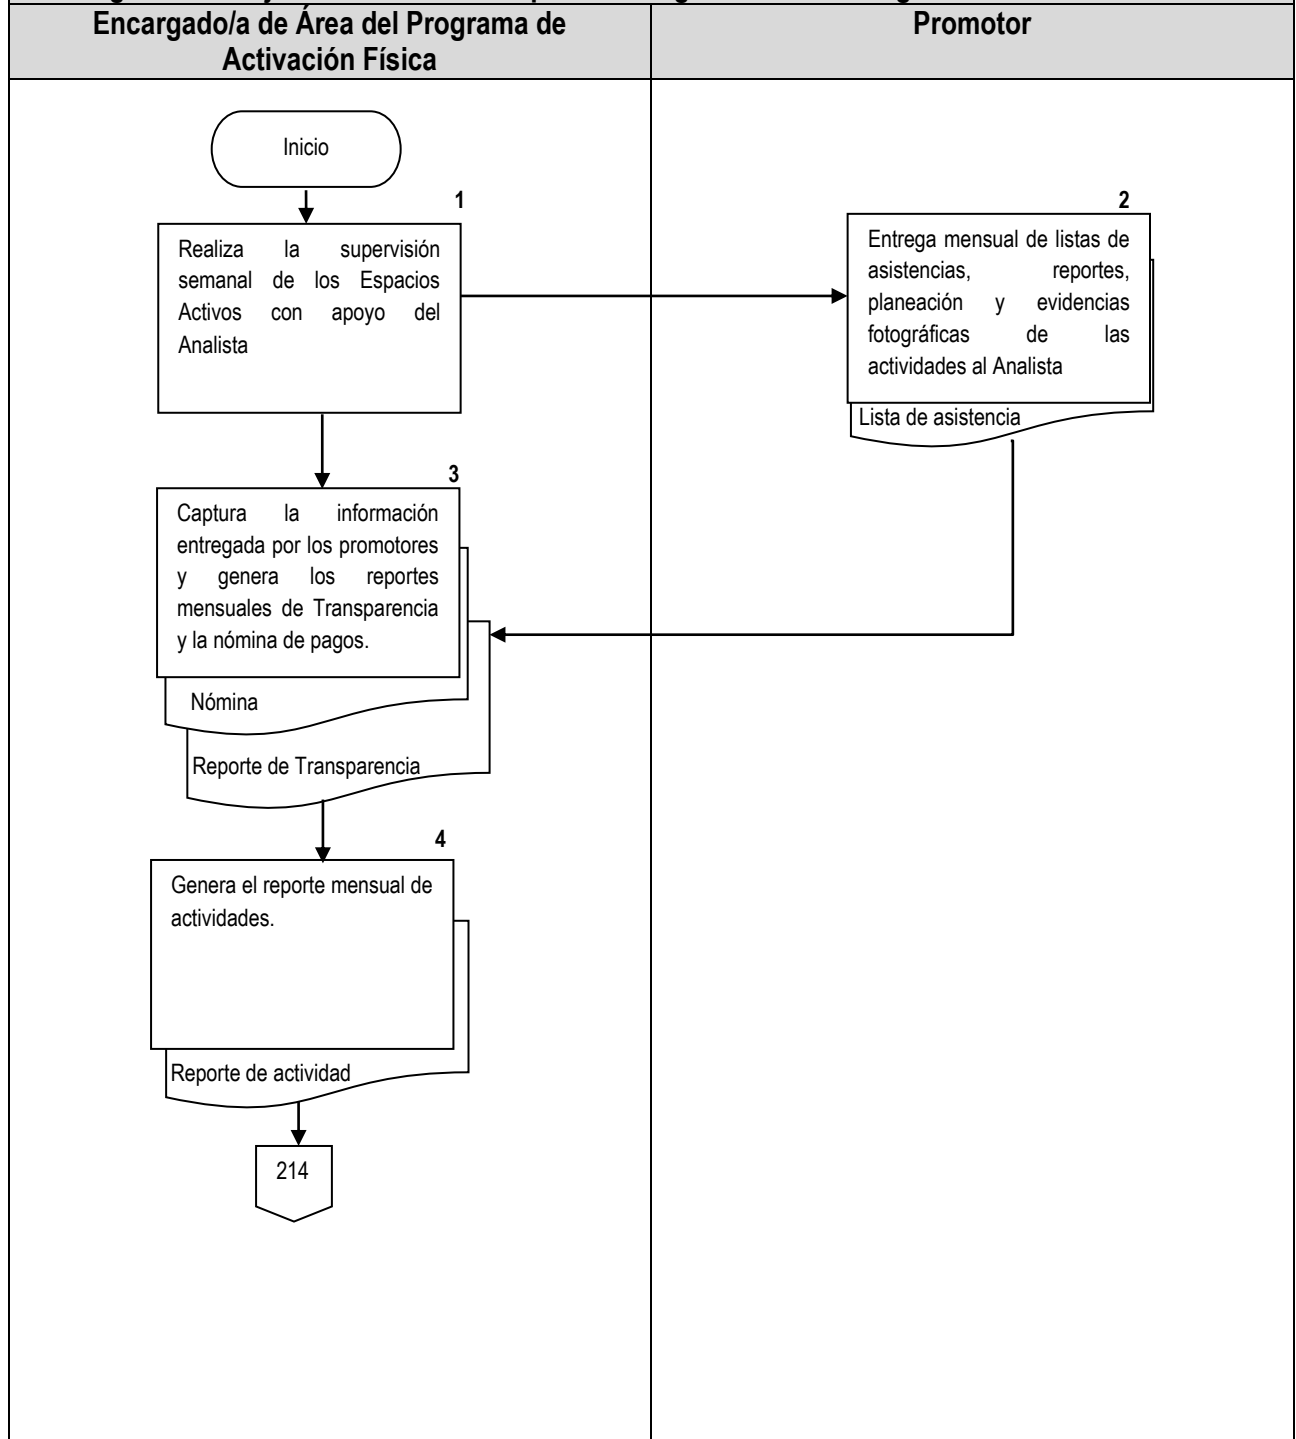 Encargado/a de Área del Programa de
Activación Física
Promotor
Inicio
1
Realiza la supervisión
semanal de los Espacios
Activos con apoyo del
Analista
2
Entrega mensual de listas de
asistencias, reportes,
planeación y evidencias
fotográficas de las
actividades al Analista
Lista de asistencia
3
Captura la información
entregada por los promotores
y genera los reportes
mensuales de Transparencia
y la nómina de pagos.
Nómina
Reporte de Transparencia
4
Genera el reporte mensual de
actividades.
Reporte de actividad
214